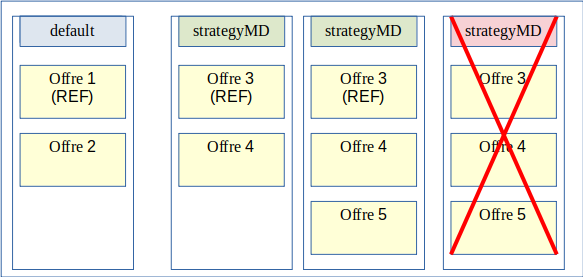 default
Offre 1
(REF)
Offre 2
strategyMD
Offre 3
(REF)
Offre 4
strategyMD
Offre 3
(REF)
Offre 4
Offre 5
strategyMD
Offre 3
Offre 4
Offre 5